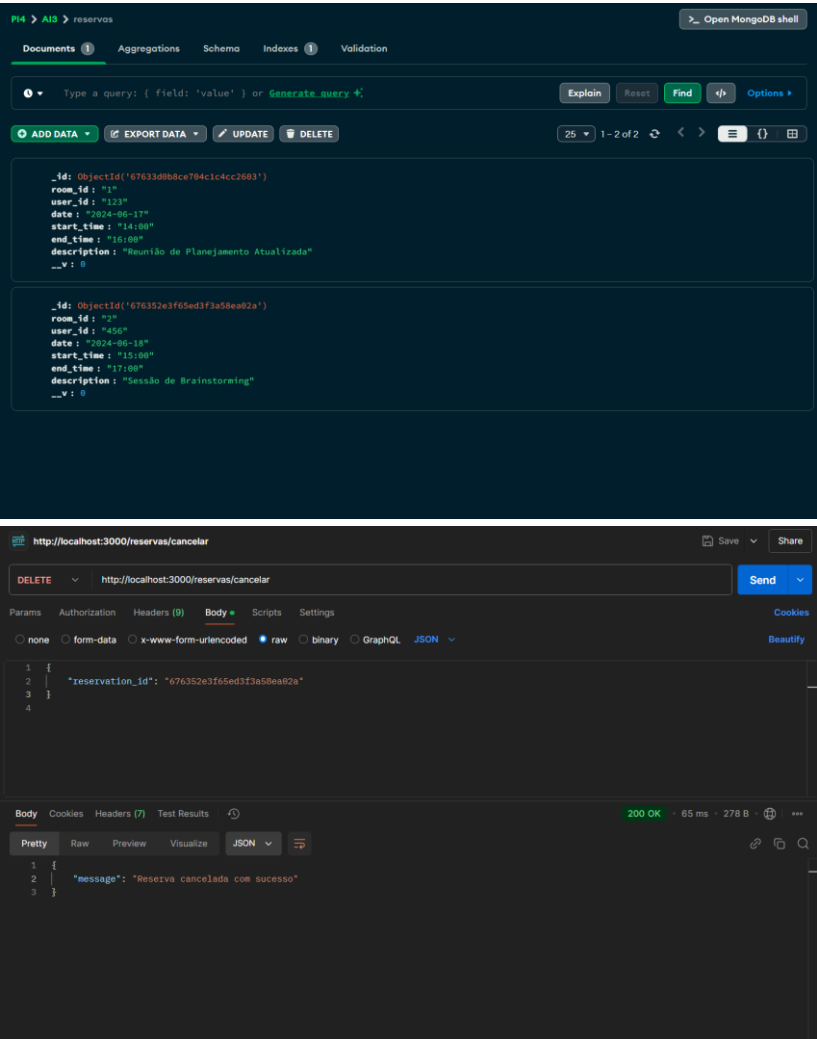 PI4 > AI3 > reservas
>_ Open MongoDB shell
Documents 1 Aggregations Schema Indexes 1 Validation
Type a query: { field: 'value' } or Generate query
Explain Reset Find </> Options
ADD DATA EXPORT DATA UPDATE DELETE
25 1 – 2 of 2 {}
_id: ObjectId('67633d0b8ce704c1c4cc2603')
room_id : "1"
user_id : "123"
date : "2024-06-17"
start_time : "14:00"
end_time : "16:00"
description : "Reunião de Planejamento Atualizada"
__v : 0
_id: ObjectId('676352e3f65ed3f3a58ea02a')
room_id : "2"
user_id : "456"
date : "2024-06-18"
start_time : "15:00"
end_time : "17:00"
description : "Sessão de Brainstorming"
__v : 0
HTTP http://localhost:3000/reservas/cancelar
Save Share
DELETE http://localhost:3000/reservas/cancelar
Send
Params Authorization Headers (9) Body Scripts Settings Cookies
none form-data x-www-form-urlencoded raw binary GraphQL JSON Beautify
1 {
2 "reservation_id": "676352e3f65ed3f3a58ea02a"
3 }
4
Body Cookies Headers (7) Test Results
200 OK 65 ms 278 B
Pretty Raw Preview Visualize JSON
1 {
2 "message": "Reserva cancelada com sucesso"
3 }